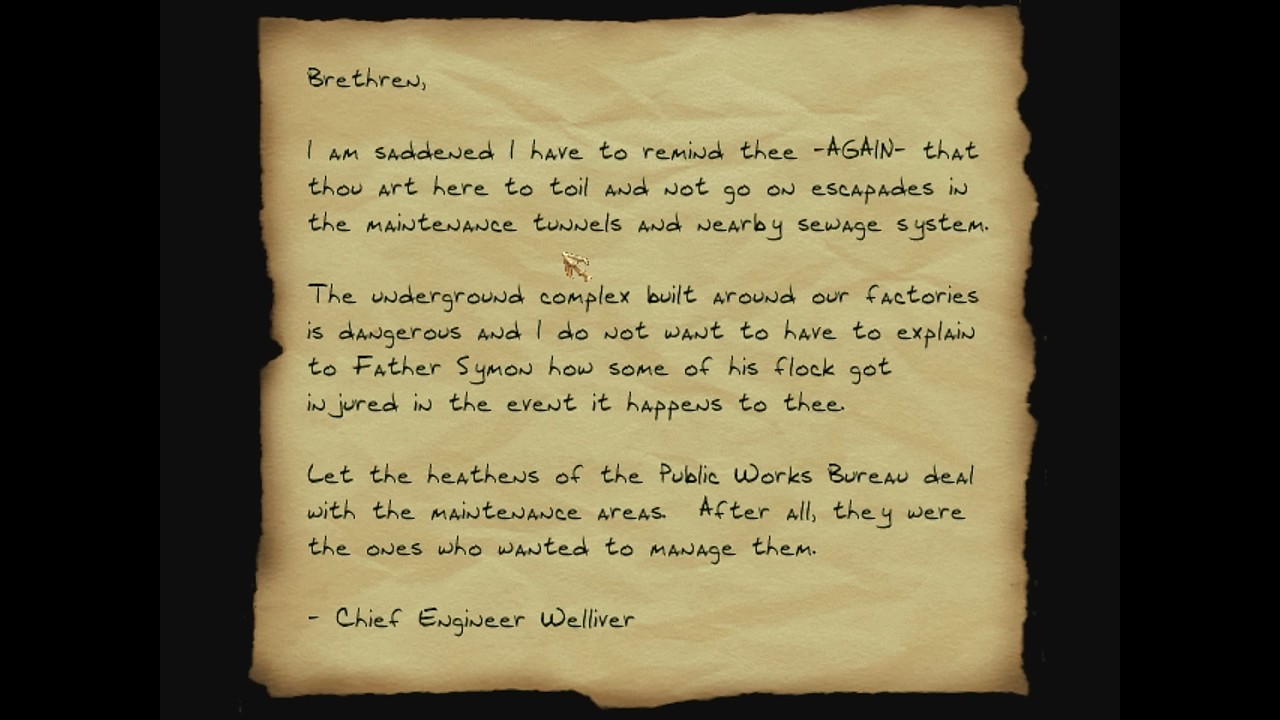 Brethren,
I am saddened I have to remind thee -AGAIN- that
thou art here to toil and not go on escapades in
the maintenance tunnels and nearby sewage system.
The underground complex built around our factories
is dangerous and I do not want to have to explain
to Father Symon how some of his flock got
injured in the event it happens to thee.
Let the heathens of the Public Works Bureau deal
with the maintenance areas. After all, they were
the ones who wanted to manage them.
- Chief Engineer Welliver